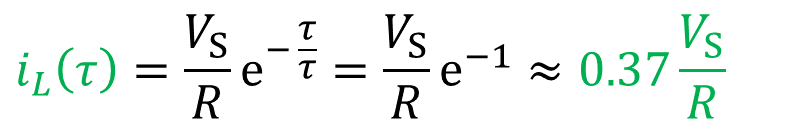 i_L(τ) = V_S/R e^{-τ/τ} = V_S/R e^{-1} ≈ 0.37 V_S/R